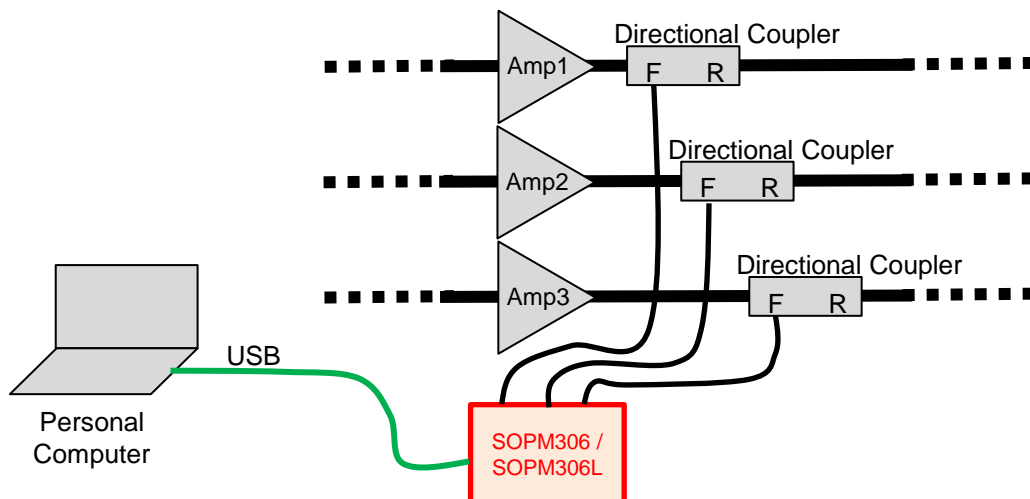 Directional Coupler
Amp1
F R
Directional Coupler
Amp2
F R
Directional Coupler
Amp3
F R
USB
Personal
Computer
SOPM306 /
SOPM306L